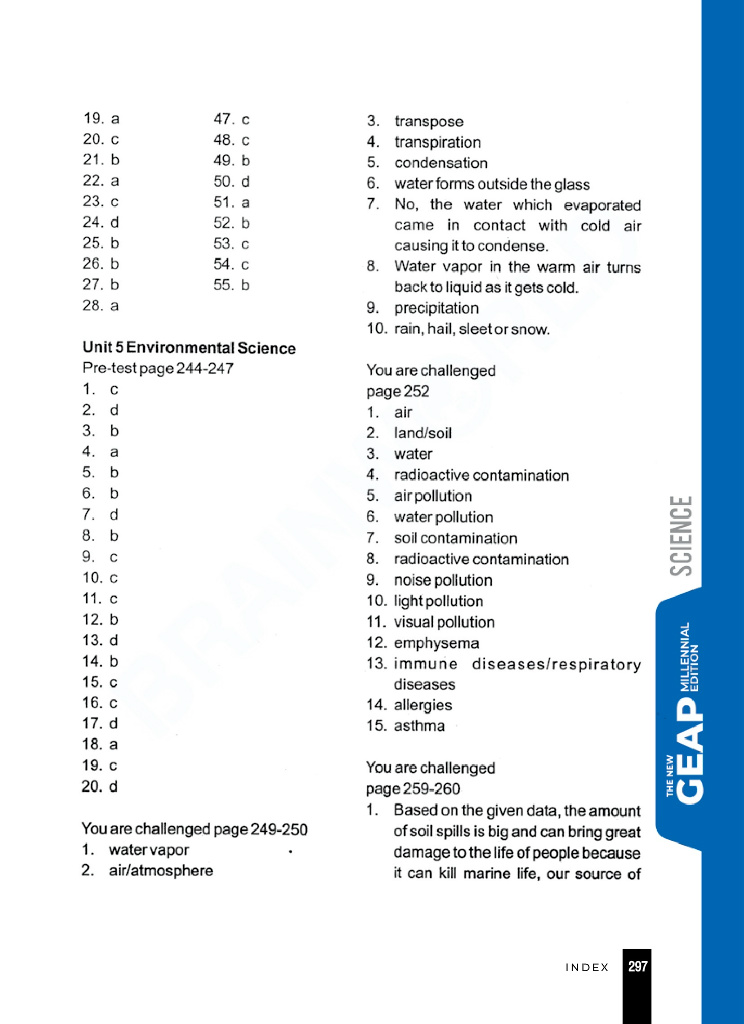 19. a
20. c
21. b
22. a
23. c
24. d
25. b
26. b
27. b
28. a
47. c
48. c
49. b
50. d
51. a
52. b
53. c
54. c
55. b
Unit 5 Environmental Science
Pre-test page 244-247
1. c
2. d
3. b
4. a
5. b
6. b
7. d
8. b
9. c
10. c
11. c
12. b
13. d
14. b
15. c
16. c
17. d
18. a
19. c
20. d
You are challenged page 249-250
1. water vapor
2. air/atmosphere
3. transpose
4. transpiration
5. condensation
6. water forms outside the glass
7. No, the water which evaporated
came in contact with cold air
causing it to condense.
8. Water vapor in the warm air turns
back to liquid as it gets cold.
9. precipitation
10. rain, hail, sleet or snow.
You are challenged
page 252
1. air
2. land/soil
3. water
4. radioactive contamination
5. air pollution
6. water pollution
7. soil contamination
8. radioactive contamination
9. noise pollution
10. light pollution
11. visual pollution
12. emphysema
13. immune diseases/respiratory
diseases
14. allergies
15. asthma
You are challenged
page 259-260
1. Based on the given data, the amount
of soil spills is big and can bring great
damage to the life of people because
it can kill marine life, our source of
SCIENCE
THE NEW
GEAP
MILLENNIAL
EDITION
INDEX 297